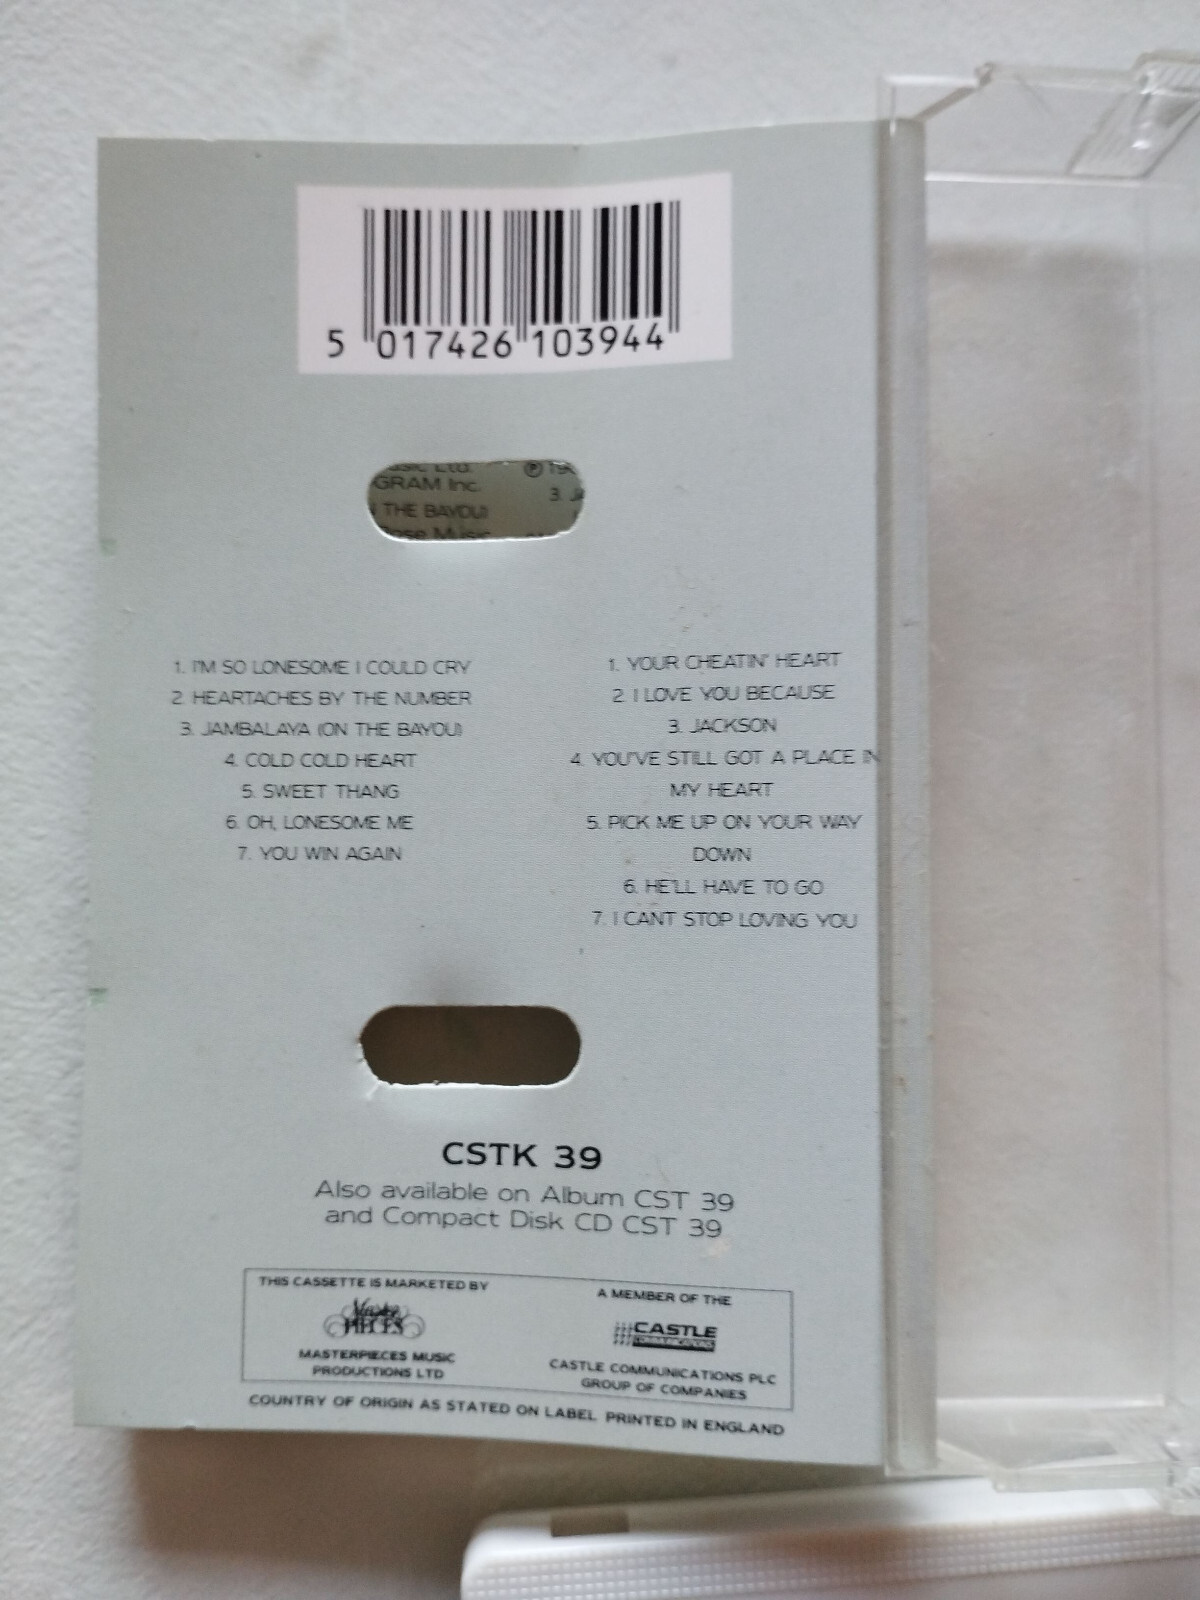 5 017426 103944
GRAM Inc.
3.
THE BAYOU)
1. I'M SO LONESOME I COULD CRY
2. HEARTACHES BY THE NUMBER
3. JAMBALAYA (ON THE BAYOU)
4. COLD COLD HEART
5. SWEET THANG
6. OH, LONESOME ME
7. YOU WIN AGAIN
1. YOUR CHEATIN' HEART
2. I LOVE YOU BECAUSE
3. JACKSON
4. YOU'VE STILL GOT A PLACE IN
MY HEART
5. PICK ME UP ON YOUR WAY
DOWN
6. HE'LL HAVE TO GO
7. I CANT STOP LOVING YOU
CSTK 39
Also available on Album CST 39
and Compact Disk CD CST 39
THIS CASSETTE IS MARKETED BY
Master
PIECES
MASTERPIECES MUSIC
PRODUCTIONS LTD
A MEMBER OF THE
CASTLE
COMMUNICATIONS
CASTLE COMMUNICATIONS PLC
GROUP OF COMPANIES
COUNTRY OF ORIGIN AS STATED ON LABEL PRINTED IN ENGLAND